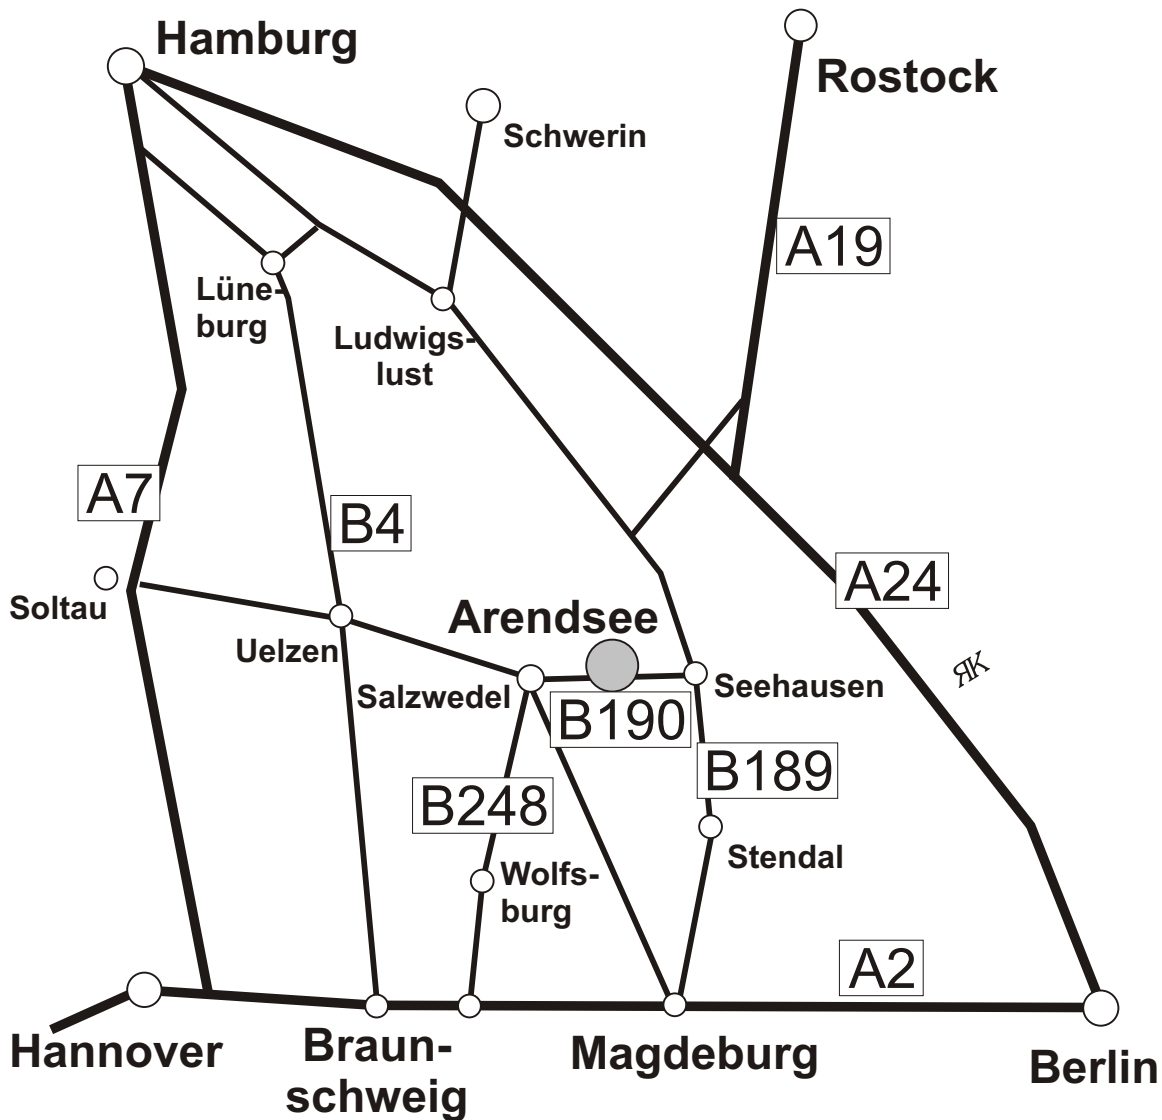 Hamburg
Rostock
Schwerin
A19
Lüne-
burg
Ludwigs-
lust
A7
B4
A24
Soltau
Arendsee
Uelzen
Salzwedel
Seehausen
B190
B189
B248
Stendal
Wolfs-
burg
A2
Hannover
Braun-
schweig
Magdeburg
Berlin